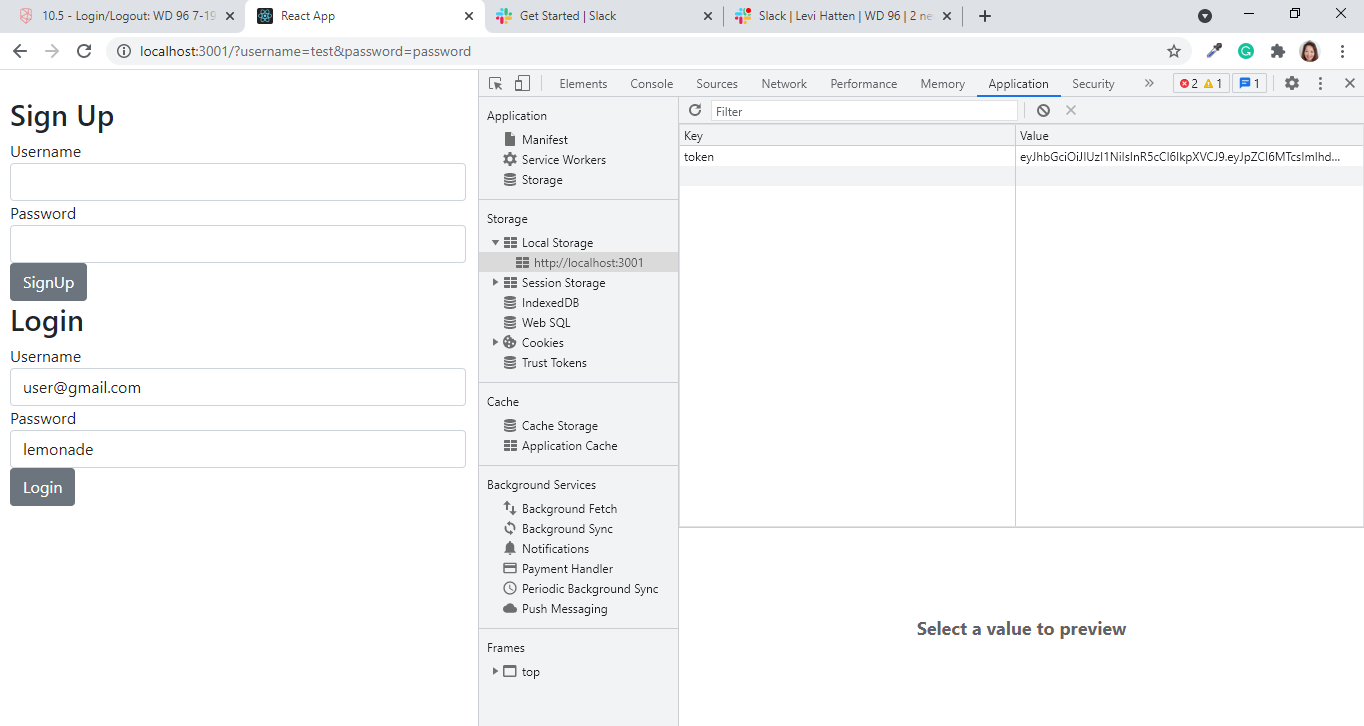 10.5 - Login/Logout: WD 96 7-19
React App
Get Started | Slack
Slack | Levi Hatten | WD 96 | 2 ne
localhost:3001/?username=test&password=password
Sign Up
Username
Password
SignUp
Login
Username
user@gmail.com
Password
lemonade
Login
Elements Console Sources Network Performance Memory Application Security » 2 1 1
Application
Manifest
Service Workers
Storage
Storage
Local Storage
http://localhost:3001
Session Storage
IndexedDB
Web SQL
Cookies
Trust Tokens
Cache
Cache Storage
Application Cache
Background Services
Background Fetch
Background Sync
Notifications
Payment Handler
Periodic Background Sync
Push Messaging
Frames
top
Filter
Key Value
token eyJhbGciOiJIUzI1NiIsInR5cCI6IkpXVCJ9.eyJpZCI6MTcsImlhd...
Select a value to preview